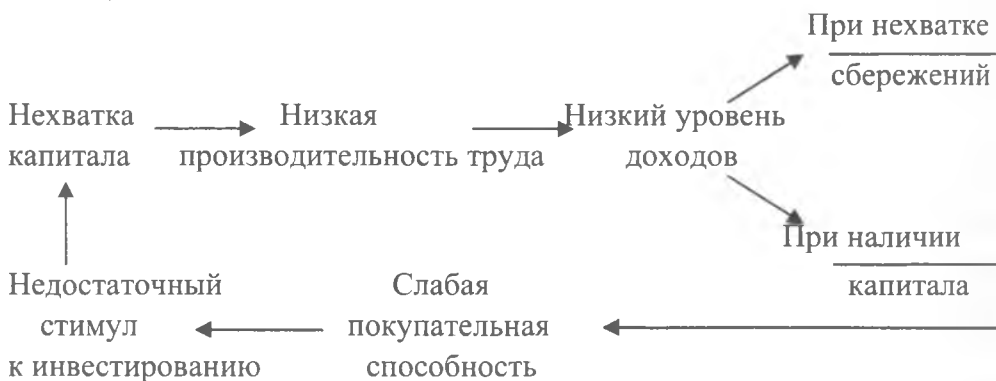 При нехватке
сбережений
Нехватка
капитала
Низкая
производительность труда
Низкий уровень
доходов
При наличии
капитала
Недостаточный
стимул
к инвестированию
Слабая
покупательная
способность